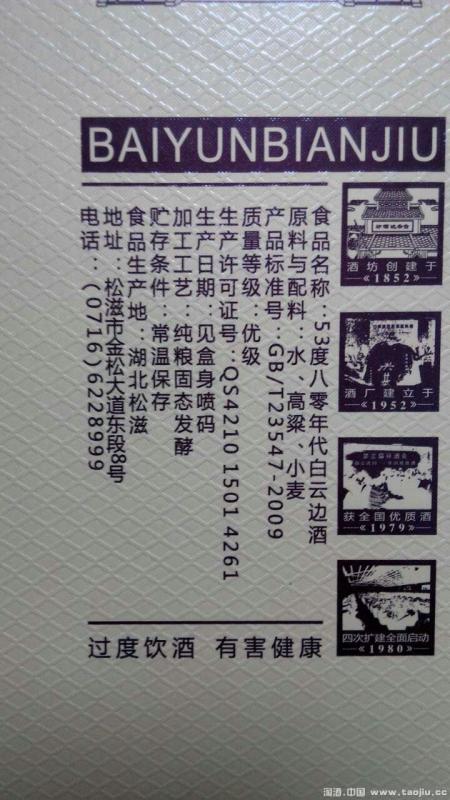 BAIYUNBIANJIU
食品名称：53度八零年代白云边酒
原料与配料：水、高粱、小麦
产品标准号：GB/T23547-2009
质量等级：优级
生产许可证号：QS4210 1501 4261
生产日期：见盒身喷码
加工工艺：纯粮固态发酵
贮存条件：常温保存
食品生产地：湖北松滋
地址：松滋市金松大道东段8号
电话：(0716)6228999
酒坊创建于
《1852》
酒厂建立于
《1952》
获全国优质酒
《1979》
四次扩建全面启动
《1980》
过度饮酒 有害健康
淘酒.中国 www.taojiu.cc